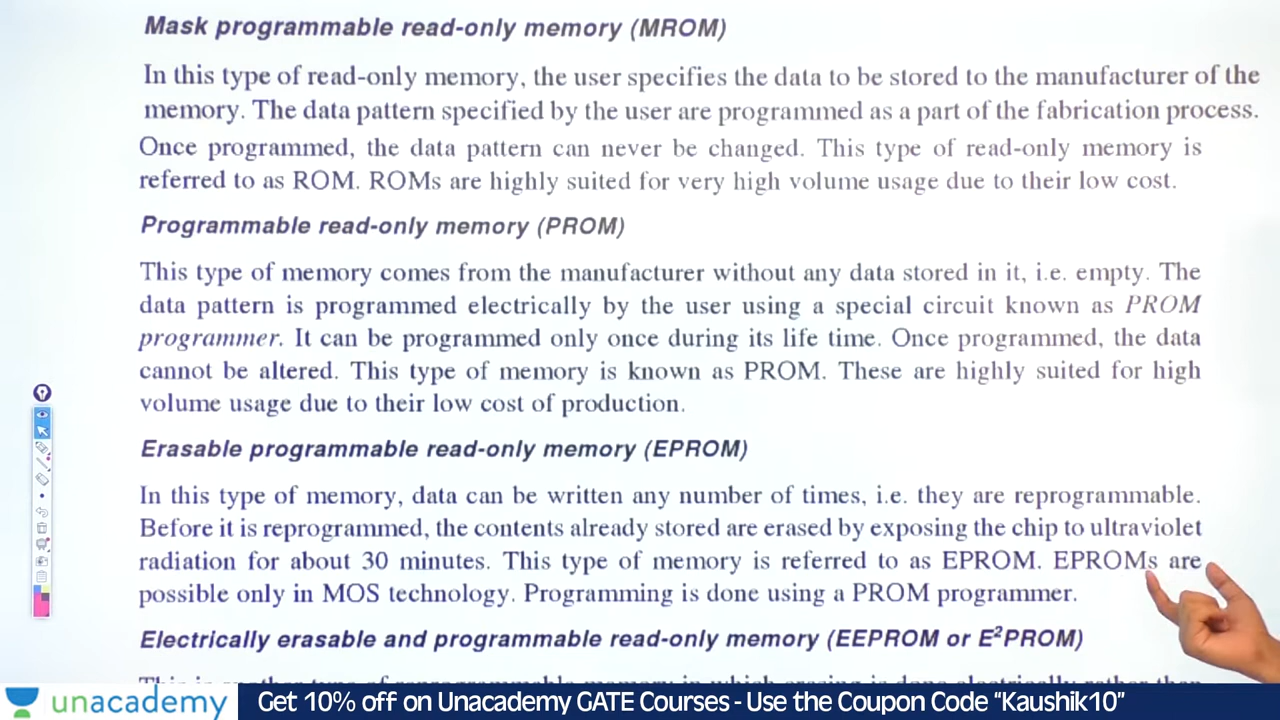 Mask programmable read-only memory (MROM)
In this type of read-only memory, the user specifies the data to be stored to the manufacturer of the
memory. The data pattern specified by the user are programmed as a part of the fabrication process.
Once programmed, the data pattern can never be changed. This type of read-only memory is
referred to as ROM. ROMs are highly suited for very high volume usage due to their low cost.
Programmable read-only memory (PROM)
This type of memory comes from the manufacturer without any data stored in it, i.e. empty. The
data pattern is programmed electrically by the user using a special circuit known as PROM
programmer. It can be programmed only once during its life time. Once programmed, the data
cannot be altered. This type of memory is known as PROM. These are highly suited for high
volume usage due to their low cost of production.
Erasable programmable read-only memory (EPROM)
In this type of memory, data can be written any number of times, i.e. they are reprogrammable.
Before it is reprogrammed, the contents already stored are erased by exposing the chip to ultraviolet
radiation for about 30 minutes. This type of memory is referred to as EPROM. EPROMs are
possible only in MOS technology. Programming is done using a PROM programmer.
Electrically erasable and programmable read-only memory (EEPROM or E²PROM)
unacademy
Get 10% off on Unacademy GATE Courses - Use the Coupon Code "Kaushik10"